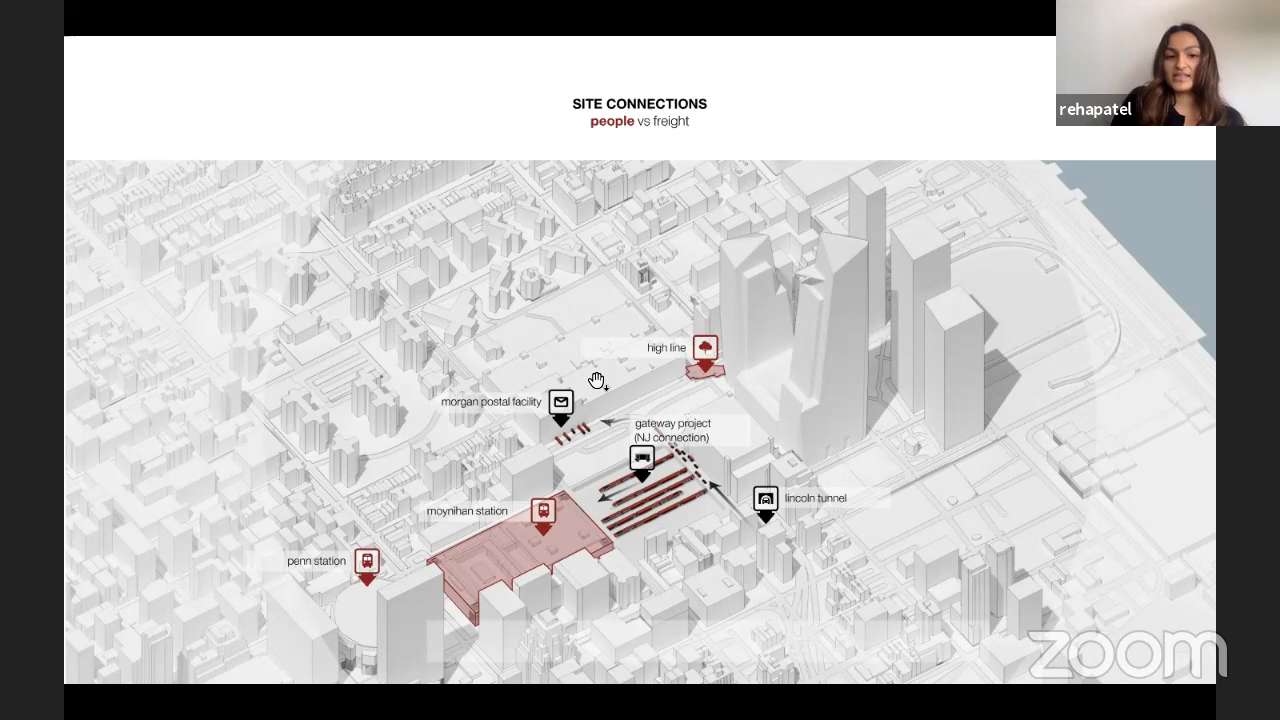 SITE CONNECTIONS
people vs freight
rehapatel
high line
morgan postal facility
gateway project
(NJ connection)
lincoln tunnel
moynihan station
penn station
zoom